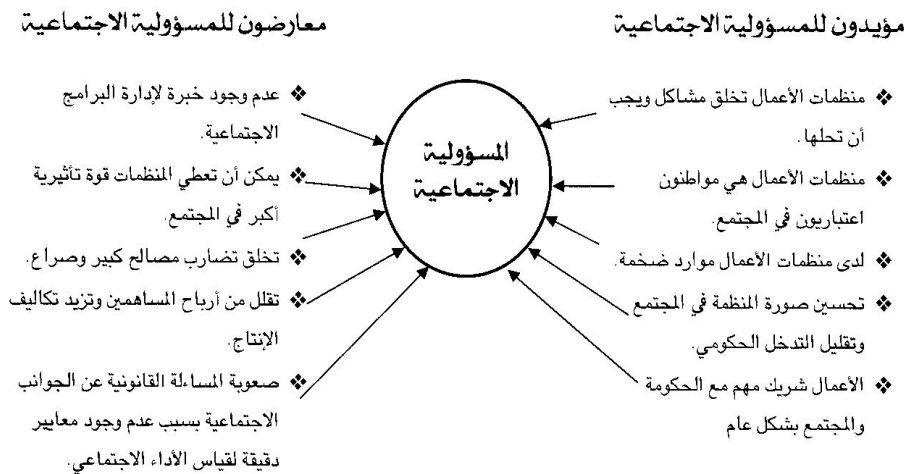 مؤيدون للمسؤولية الاجتماعية
❖ منظمات الأعمال تخلق مشاكل ويجب
أن تحلها.
❖ منظمات الأعمال هي مواطنون
اعتباريون في المجتمع.
❖ لدى منظمات الأعمال موارد ضخمة.
❖ تحسين صورة المنظمة في المجتمع
وتقليل التدخل الحكومي.
❖ الأعمال شريك مهم مع الحكومة
والمجتمع بشكل عام
المسؤولية
الاجتماعية
معارضون للمسؤولية الاجتماعية
❖ عدم وجود خبرة لإدارة البرامج
الاجتماعية.
❖ يمكن أن تعطي المنظمات قوة تأثيرية
أكبر في المجتمع.
❖ تخلق تضارب مصالح كبير وصراع.
❖ تقلل من أرباح المساهمين وتزيد تكاليف
الإنتاج.
❖ صعوبة المساءلة القانونية عن الجوانب
الاجتماعية بسبب عدم وجود معايير
دقيقة لقياس الأداء الاجتماعي.